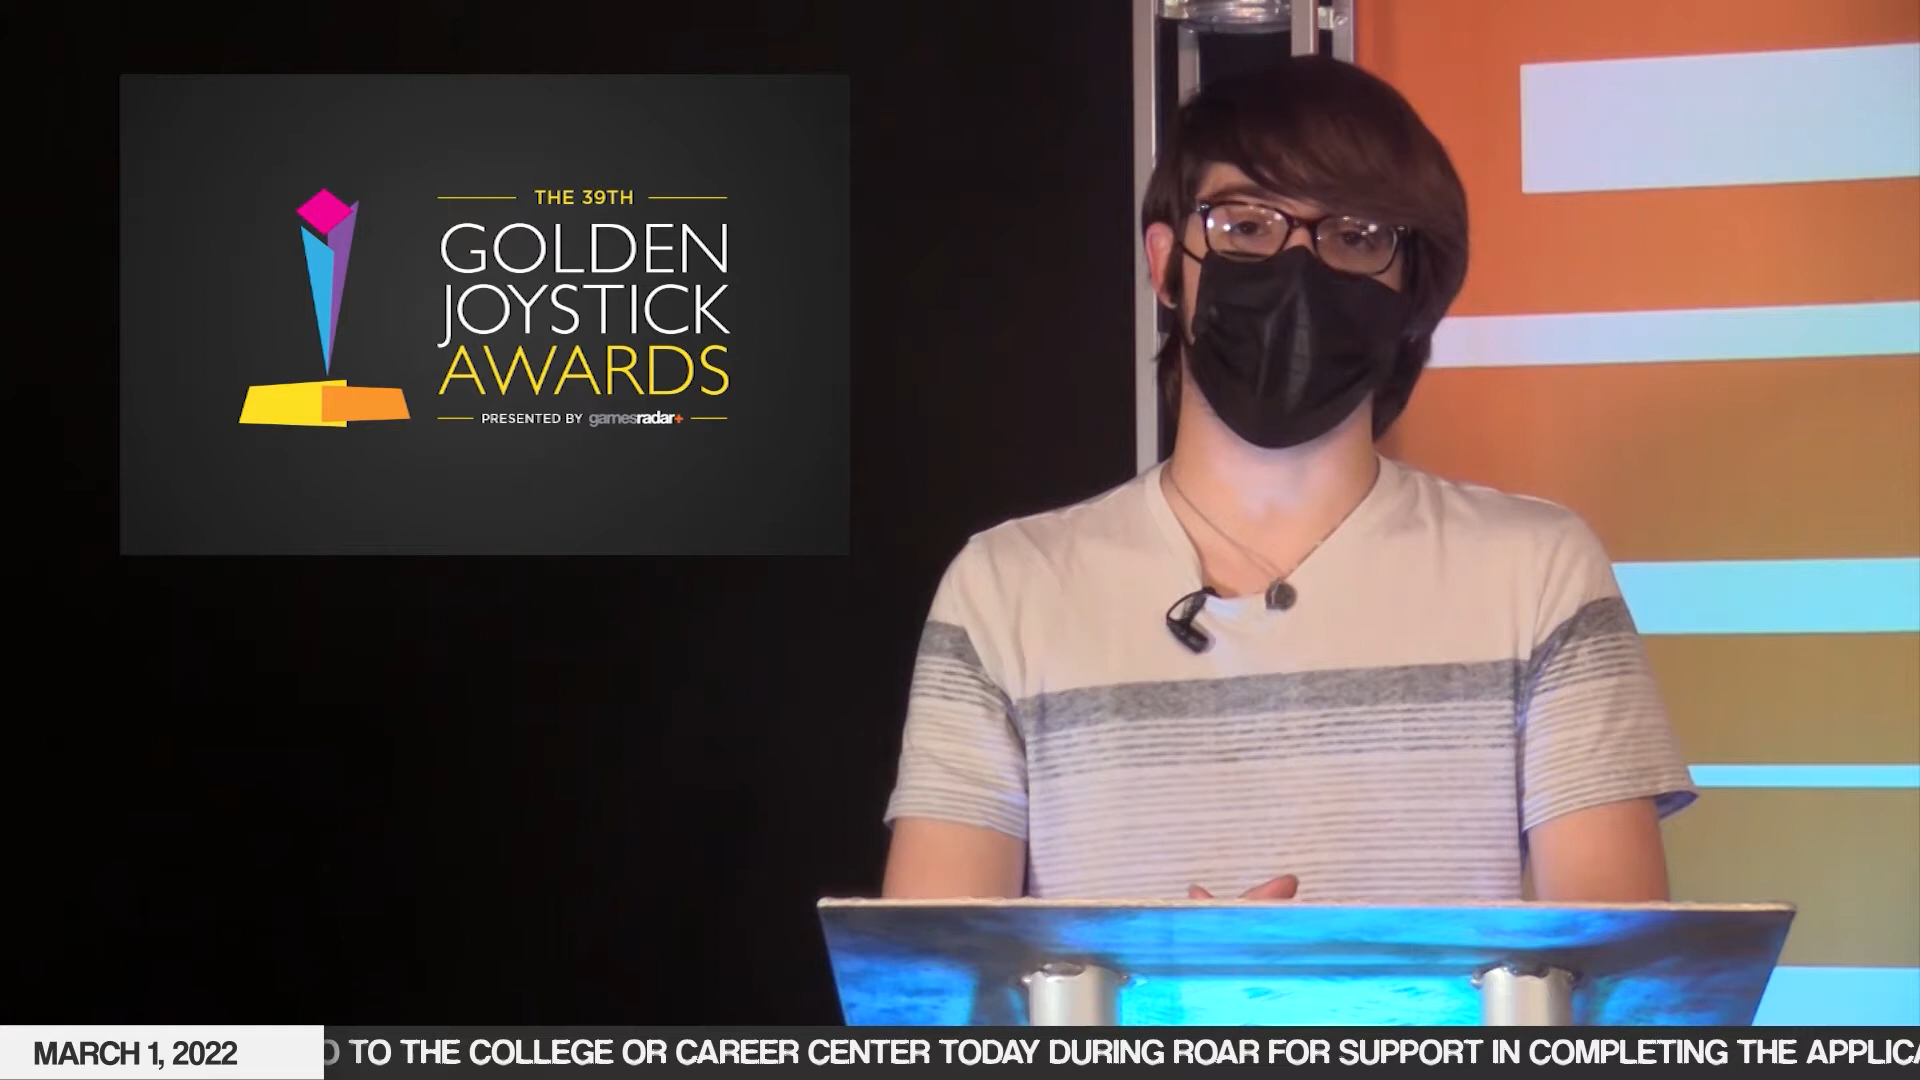 THE 39TH
GOLDEN
JOYSTICK
AWARDS
PRESENTED BY gamesradar+
MARCH 1, 2022
TO THE COLLEGE OR CAREER CENTER TODAY DURING ROAR FOR SUPPORT IN COMPLETING THE